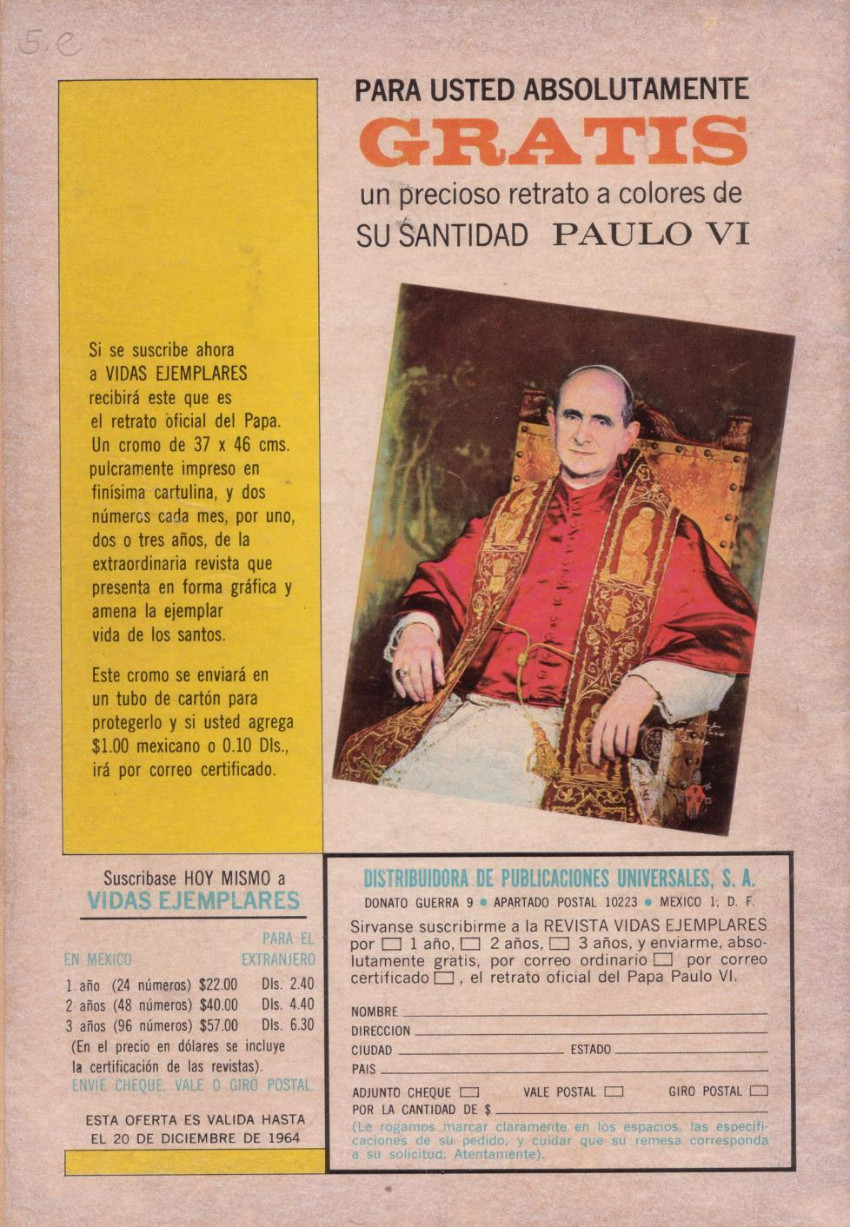 5.e
PARA USTED ABSOLUTAMENTE
GRATIS
un precioso retrato a colores de
SU SANTIDAD PAULO VI
Si se suscribe ahora
a VIDAS EJEMPLARES
recibirá este que es
el retrato oficial del Papa.
Un cromo de 37 x 46 cms.
pulcramente impreso en
finísima cartulina, y dos
números cada mes, por uno,
dos o tres años, de la
extraordinaria revista que
presenta en forma gráfica y
amena la ejemplar
vida de los santos.
Este cromo se enviará en
un tubo de cartón para
protegerlo y si usted agrega
$1.00 mexicano o 0.10 Dls.,
irá por correo certificado.
Suscribase HOY MISMO a
VIDAS EJEMPLARES
EN MEXICO
PARA EL
EXTRANJERO
1 año (24 números) $22.00 Dls. 2.40
2 años (48 números) $40.00 Dls. 4.40
3 años (96 números) $57.00 Dls. 6.30
(En el precio en dólares se incluye
la certificación de las revistas).
ENVIE CHEQUE, VALE O GIRO POSTAL
ESTA OFERTA ES VALIDA HASTA
EL 20 DE DICIEMBRE DE 1964
DISTRIBUIDORA DE PUBLICACIONES UNIVERSALES, S. A.
DONATO GUERRA 9 • APARTADO POSTAL 10223 • MEXICO 1, D. F.
Sirvanse suscribirme a la REVISTA VIDAS EJEMPLARES
por 1 año, 2 años, 3 años, y enviarme, abso-
lutamente gratis, por correo ordinario por correo
certificado , el retrato oficial del Papa Paulo VI.
NOMBRE
DIRECCION
CIUDAD ESTADO
PAIS
ADJUNTO CHEQUE VALE POSTAL GIRO POSTAL
POR LA CANTIDAD DE $
(Le rogamos marcar claramente en los espacios, las especifi-
caciones de su pedido, y cuidar que su remesa corresponda
a su solicitud. Atentamente).